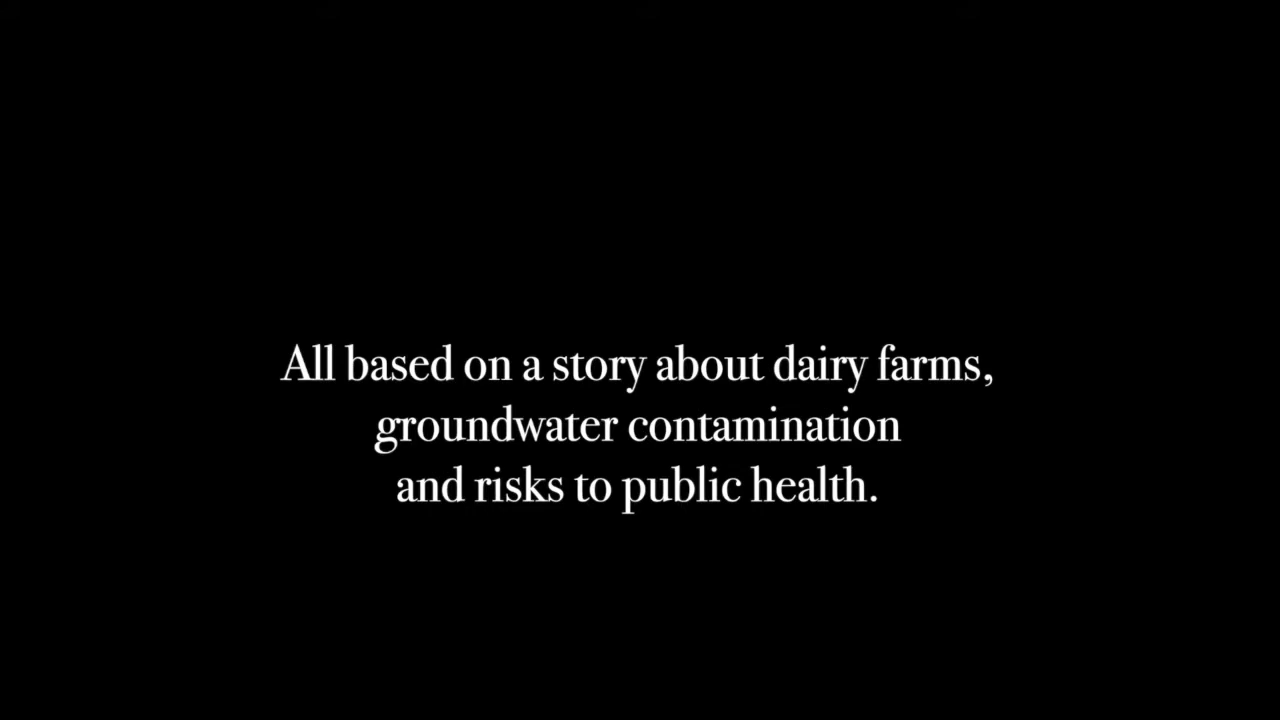 All based on a story about dairy farms,
groundwater contamination
and risks to public health.